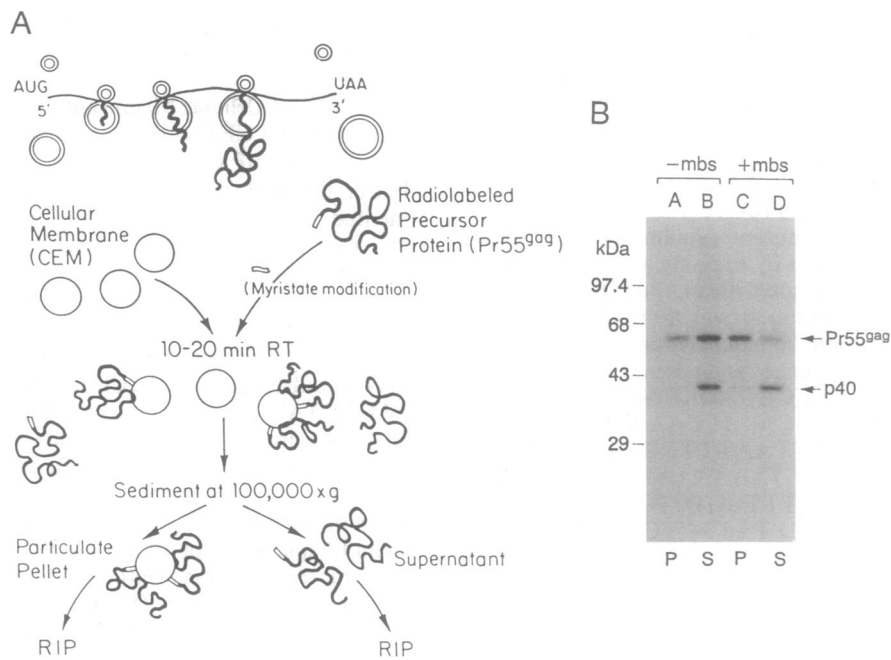 A
AUG
UAA
5'
3'
Cellular
Membrane
(CEM)
Radiolabeled
Precursor
Protein (Pr55gag)
(Myristate modification)
10-20 min RT
Sediment at 100,000xg
Particulate
Pellet
Supernatant
RIP
RIP
B
-mbs +mbs
A B C D
kDa
97.4
68
Pr55gag
43
p40
29
P S P S